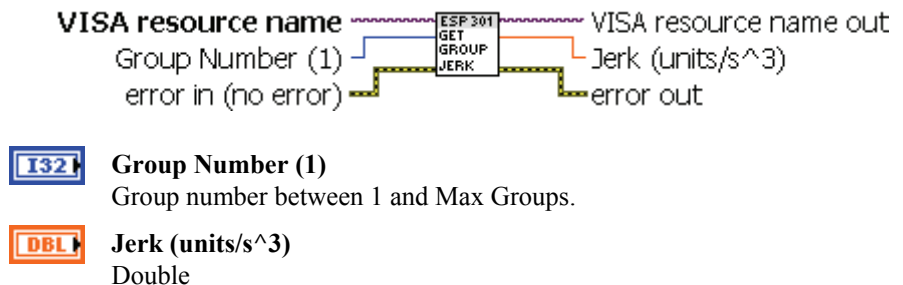 VISA resource name ESP 301 VISA resource name out
Group Number (1) GET GROUP Jerk (units/s^3)
error in (no error) JERK error out
I32 Group Number (1)
Group number between 1 and Max Groups.
DBL Jerk (units/s^3)
Double